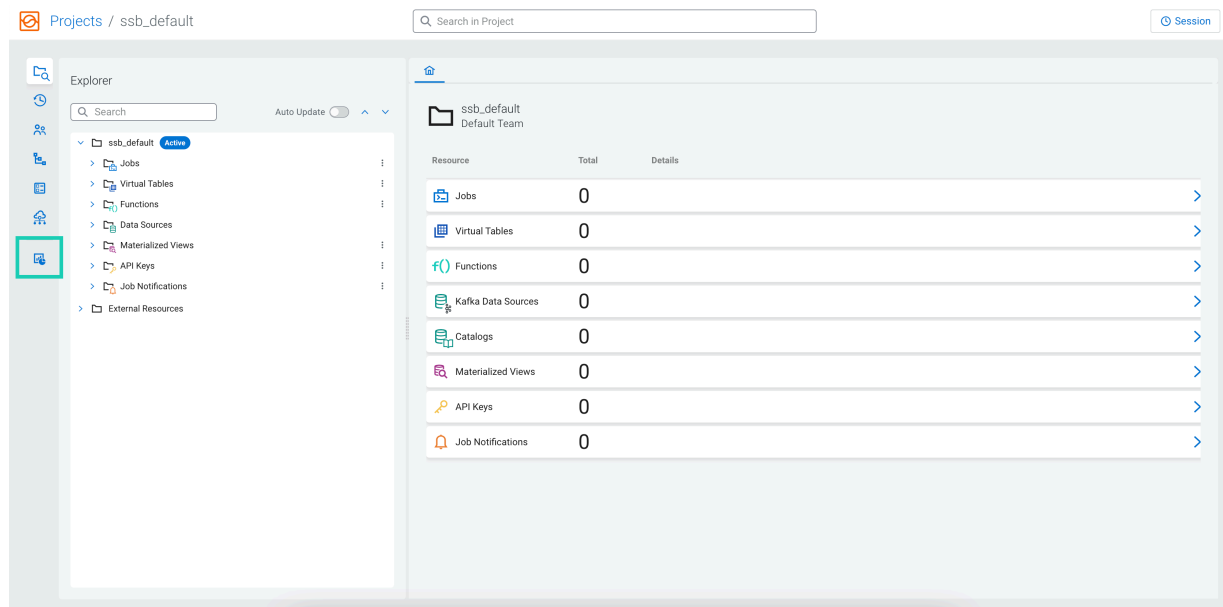 Projects / ssb_default
Search in Project
Session
Explorer
Search
Auto Update
ssb_default Active
Jobs
Virtual Tables
Functions
Data Sources
Materialized Views
API Keys
Job Notifications
External Resources
ssb_default
Default Team
Resource Total Details
Jobs 0
Virtual Tables 0
f() Functions 0
Kafka Data Sources 0
Catalogs 0
Materialized Views 0
API Keys 0
Job Notifications 0